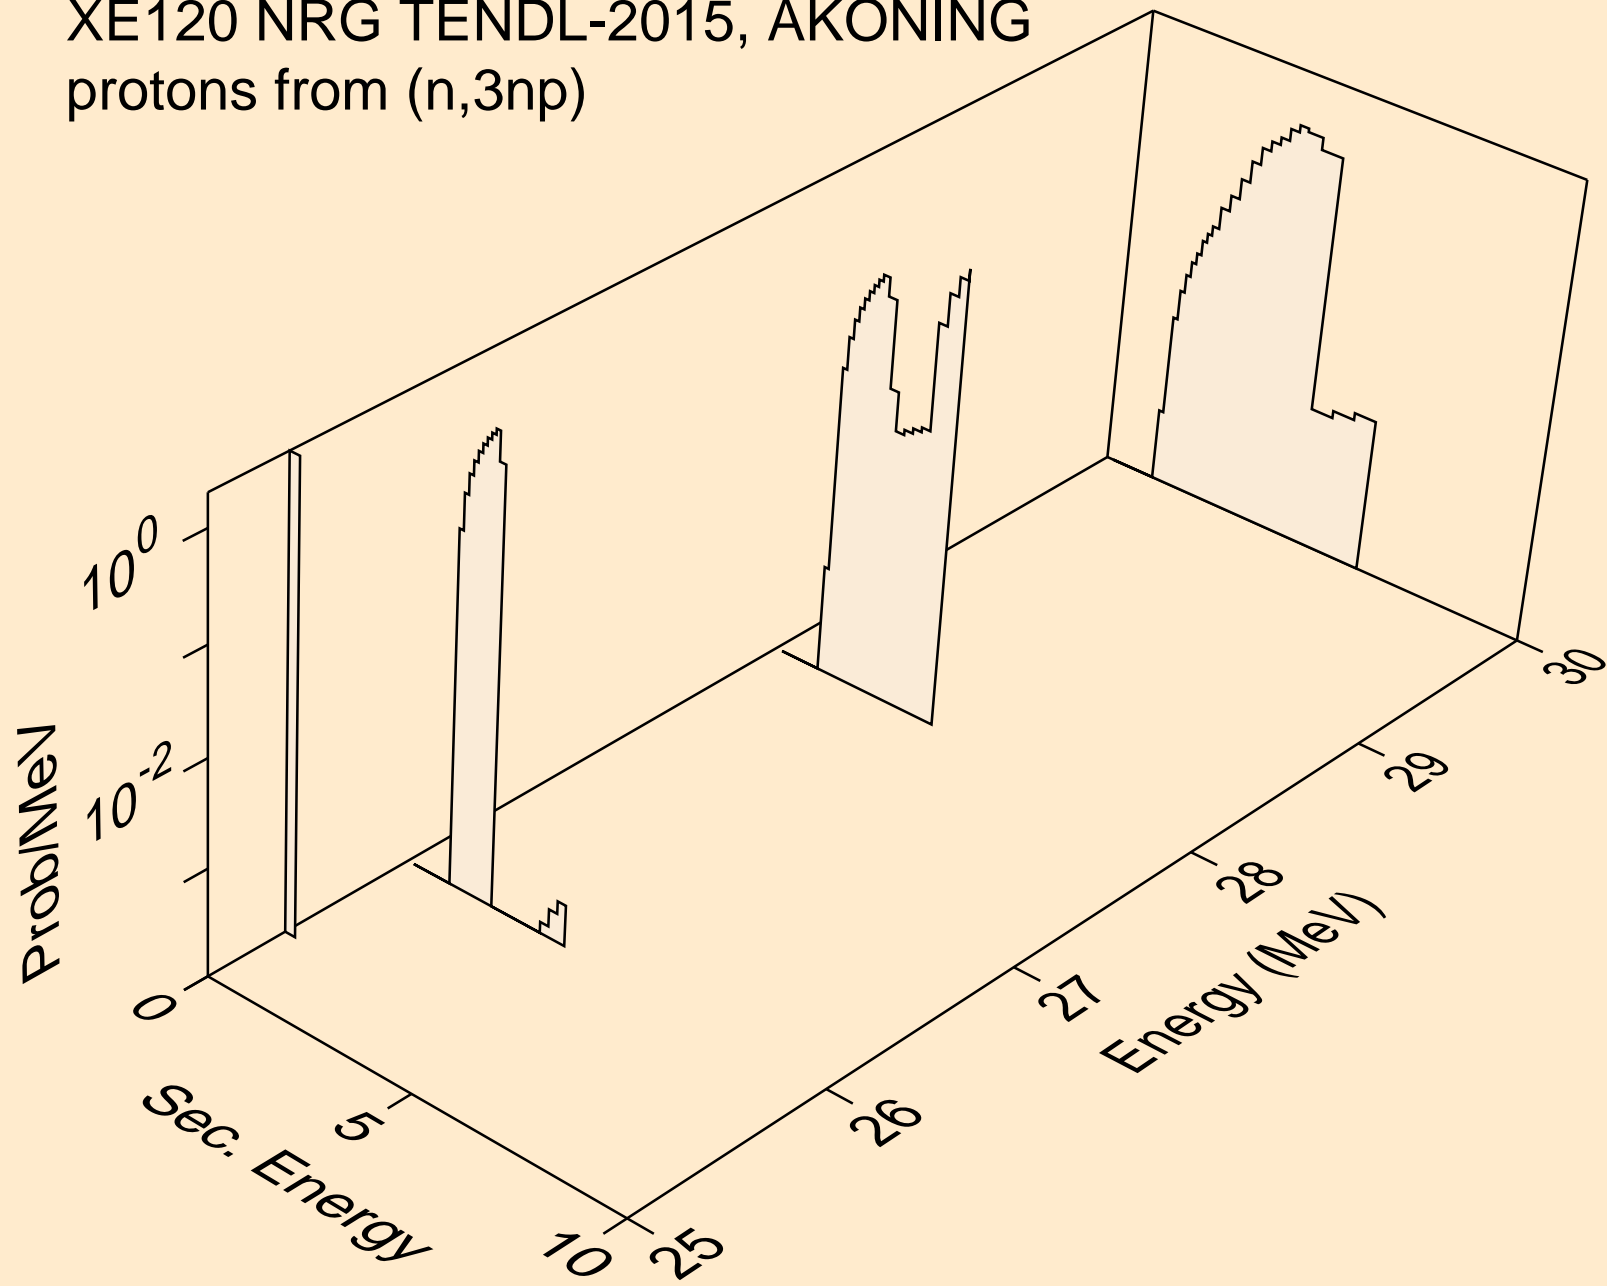 XE120 NRG TENDL-2015, AKONING
protons from (n,3np)
10^0
10^-2
Prob/MeV
0
5
10
Sec. Energy
25
26
27
28
29
30
Energy (MeV)